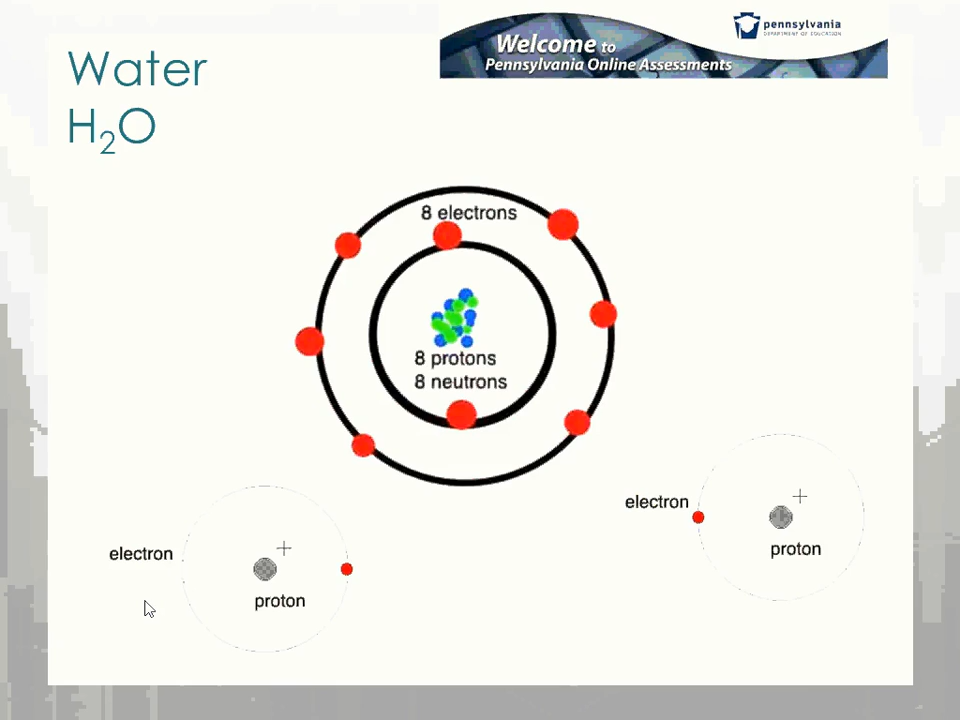 pennsylvania
DEPARTMENT OF EDUCATION
Welcome to
Pennsylvania Online Assessments
Water
H₂O
8 electrons
8 protons
8 neutrons
electron
+
proton
electron
+
proton